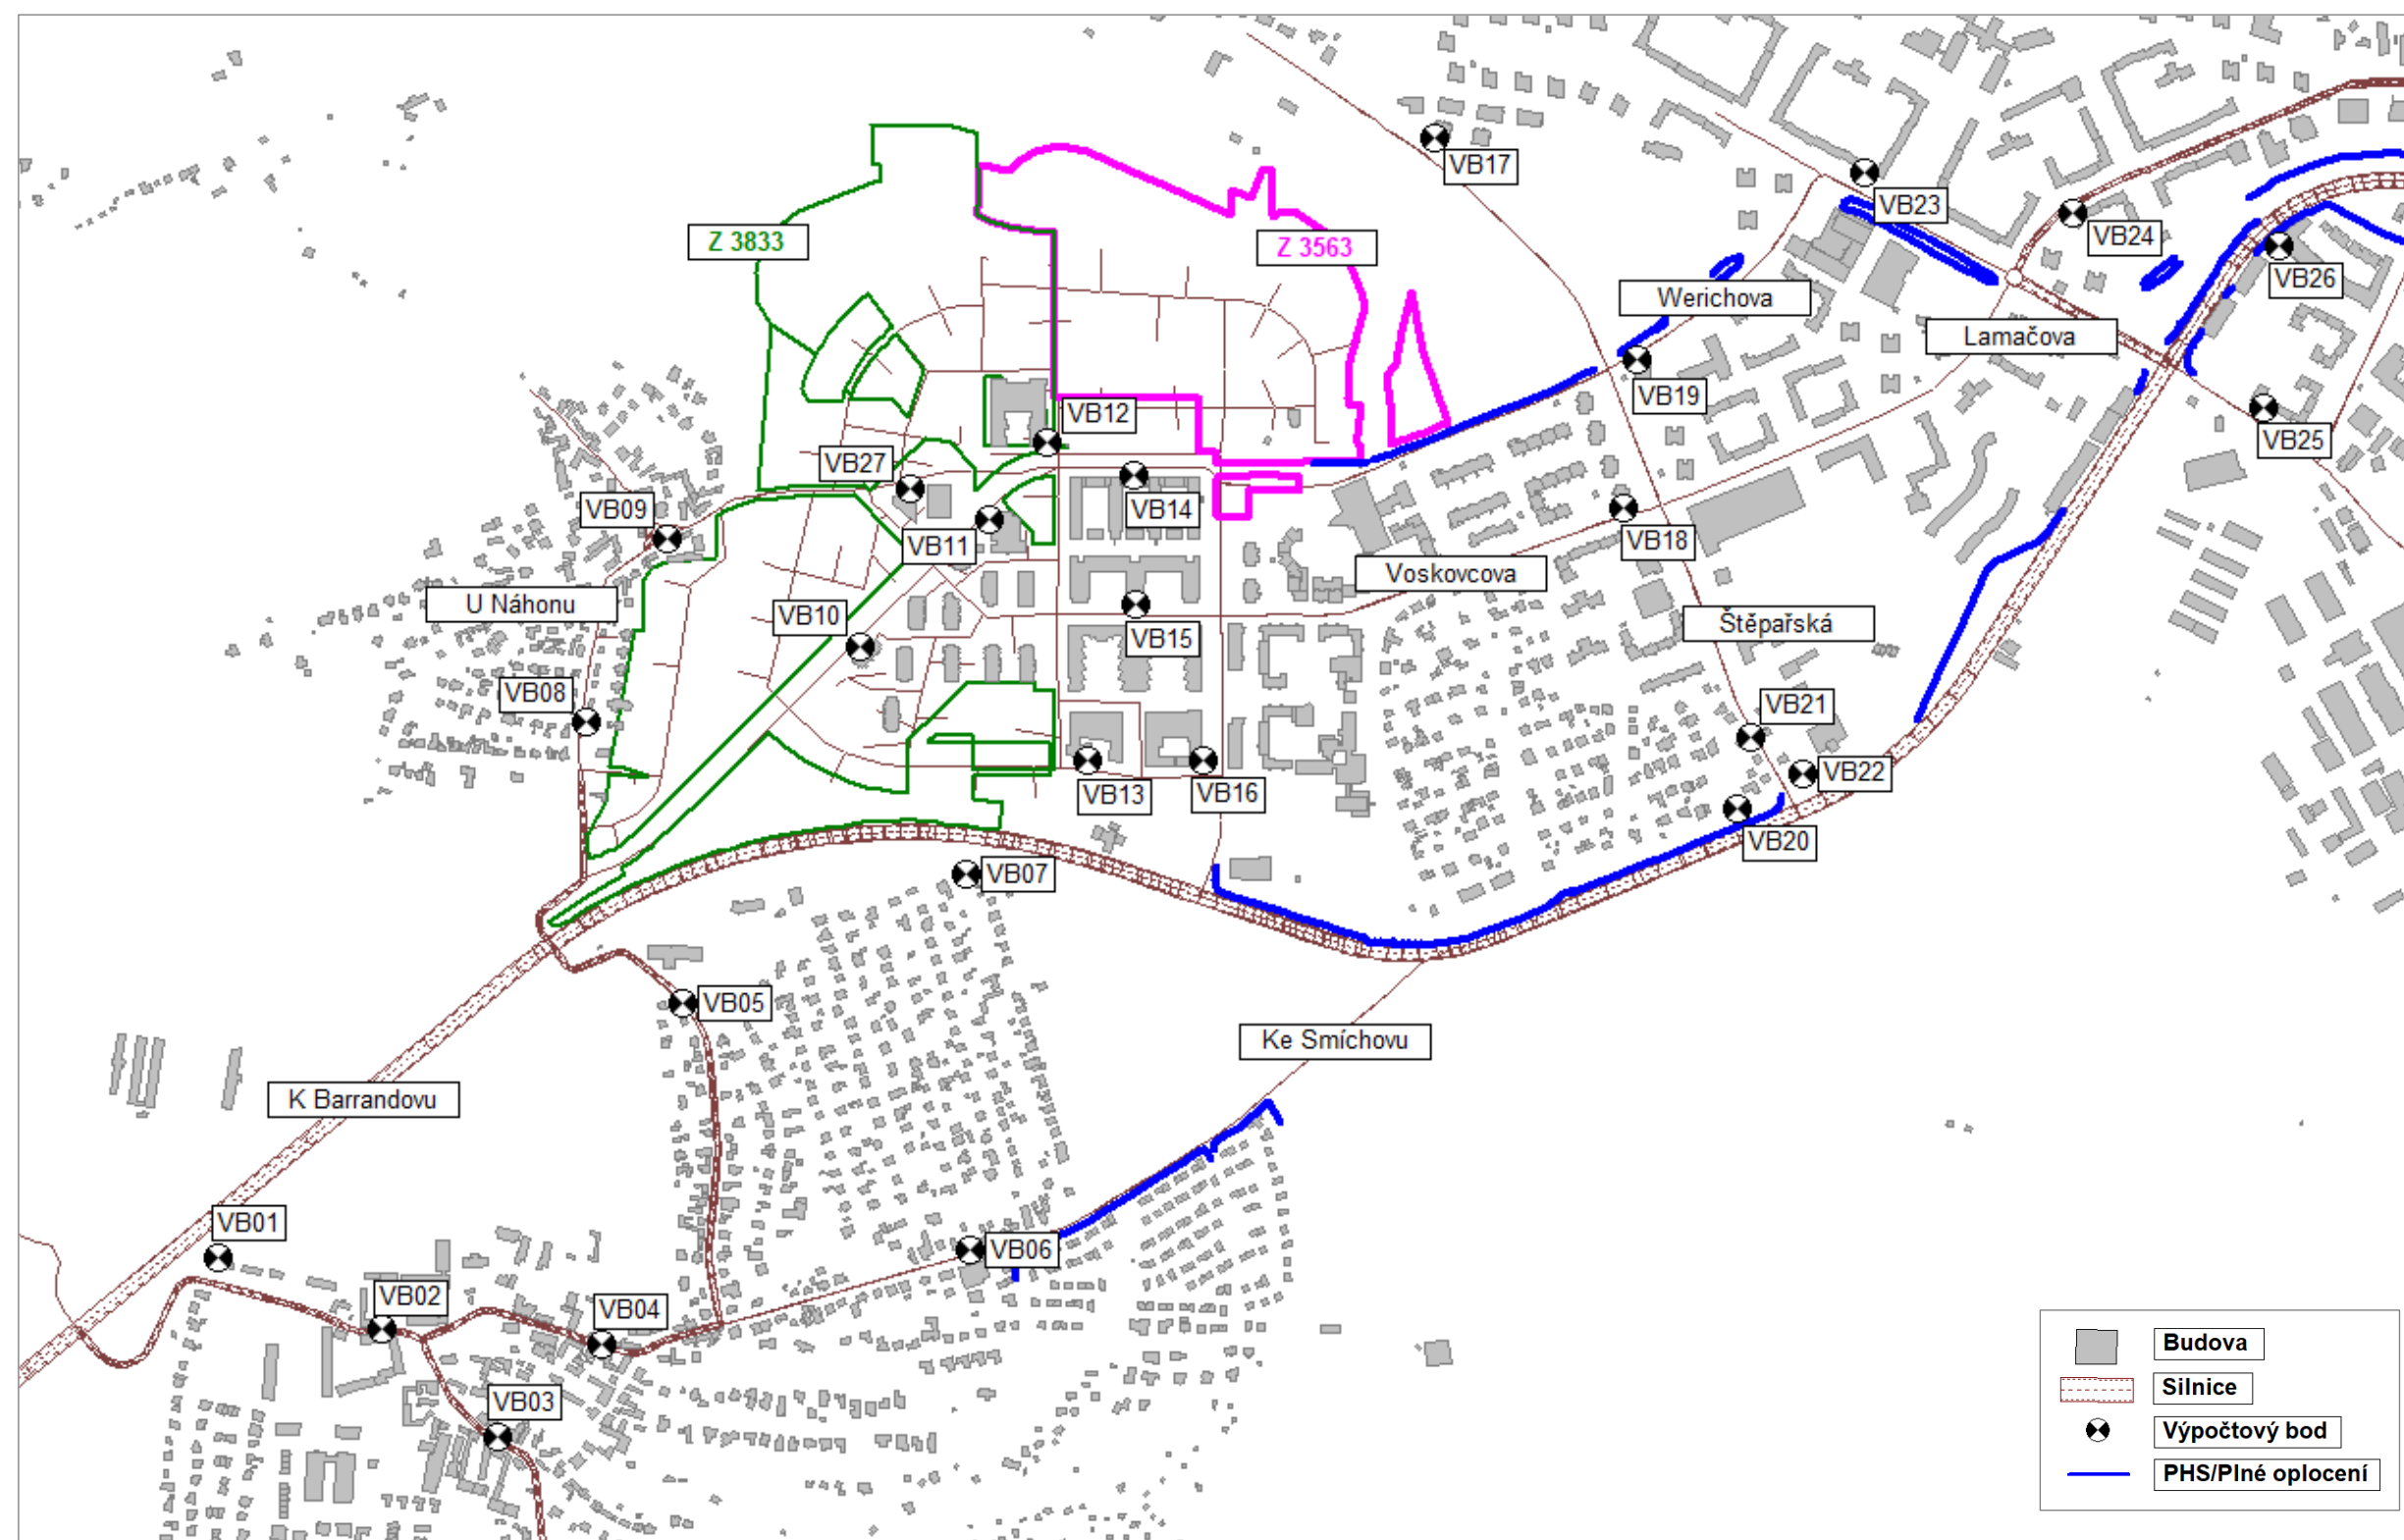 VB17
VB23
VB24
Z 3833
Z 3563
VB26
Werichova
Lamačova
VB19
VB12
VB25
VB27
VB09
VB14
VB18
VB11
Voskovcova
U Náhonu
VB10
VB15
Štěpařská
VB08
VB21
VB22
VB13
VB16
VB20
VB07
VB05
Ke Smíchovu
K Barrandovu
VB01
VB06
VB02
VB04
VB03
Budova
Silnice
Výpočtový bod
PHS/Plné oplocení